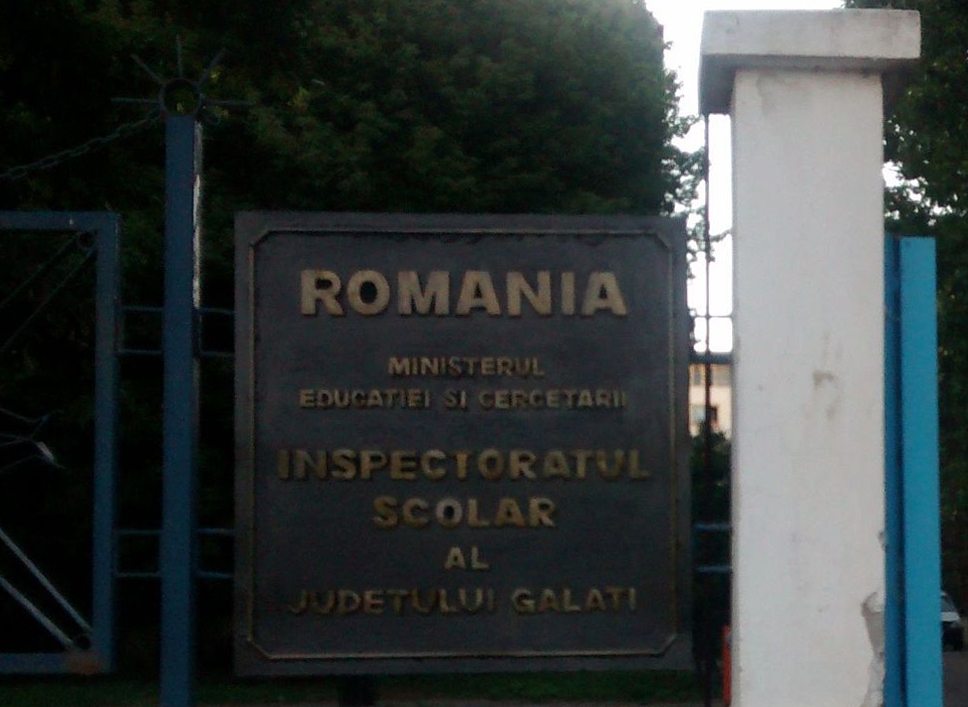 ROMANIA
MINISTERUL
EDUCATIEI SI CERCETARII
INSPECTORATUL
SCOLAR
AL
JUDETULUI GALATI